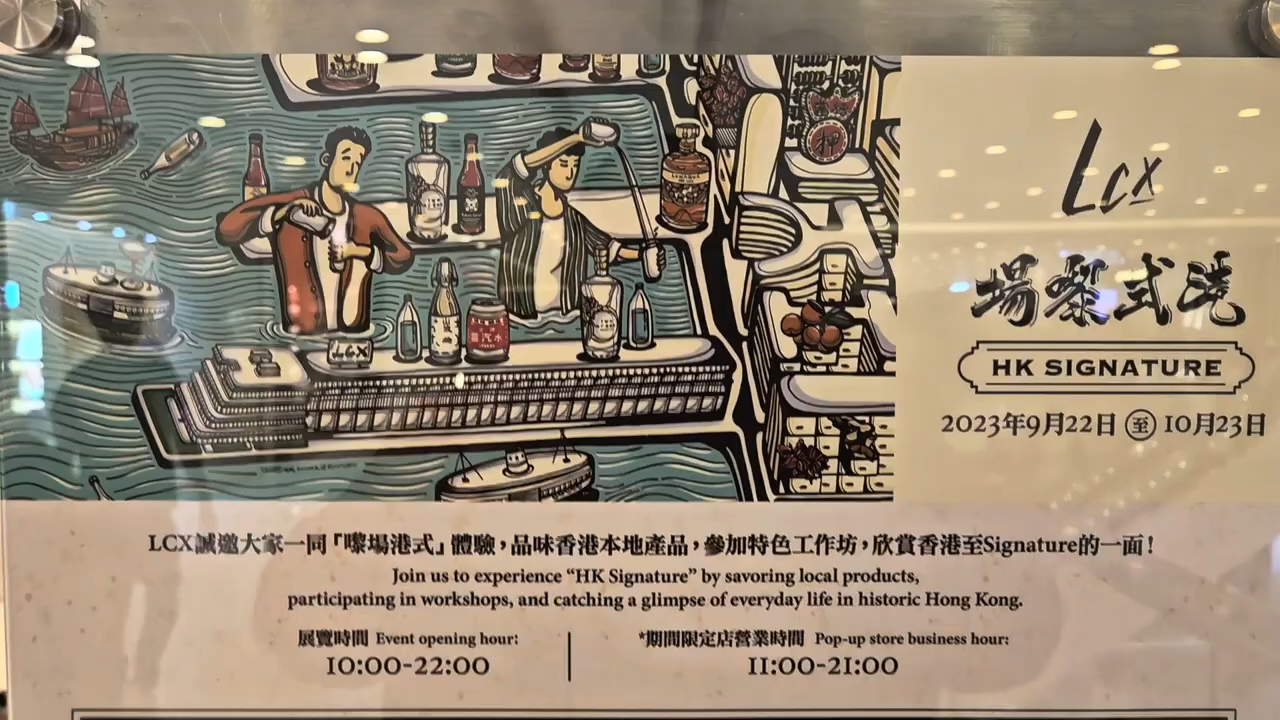 LCX
場嚟式港
HK SIGNATURE
2023年9月22日 至 10月23日
LCX
汽水
LCX誠邀大家一同「嚟場港式」體驗，品味香港本地產品，參加特色工作坊，欣賞香港至Signature的一面！
Join us to experience “HK Signature” by savoring local products,
participating in workshops, and catching a glimpse of everyday life in historic Hong Kong.
展覽時間 Event opening hour:
10:00-22:00
*期間限定店營業時間 Pop-up store business hour:
11:00-21:00